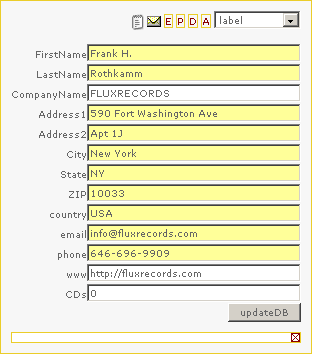 E P D A label
FirstName Frank H.
LastName Rothkamm
CompanyName FLUXRECORDS
Address1 590 Fort Washington Ave
Address2 Apt 1J
City New York
State NY
ZIP 10033
country USA
email info@fluxrecords.com
phone 646-696-9909
www http://fluxrecords.com
CDs 0
updateDB